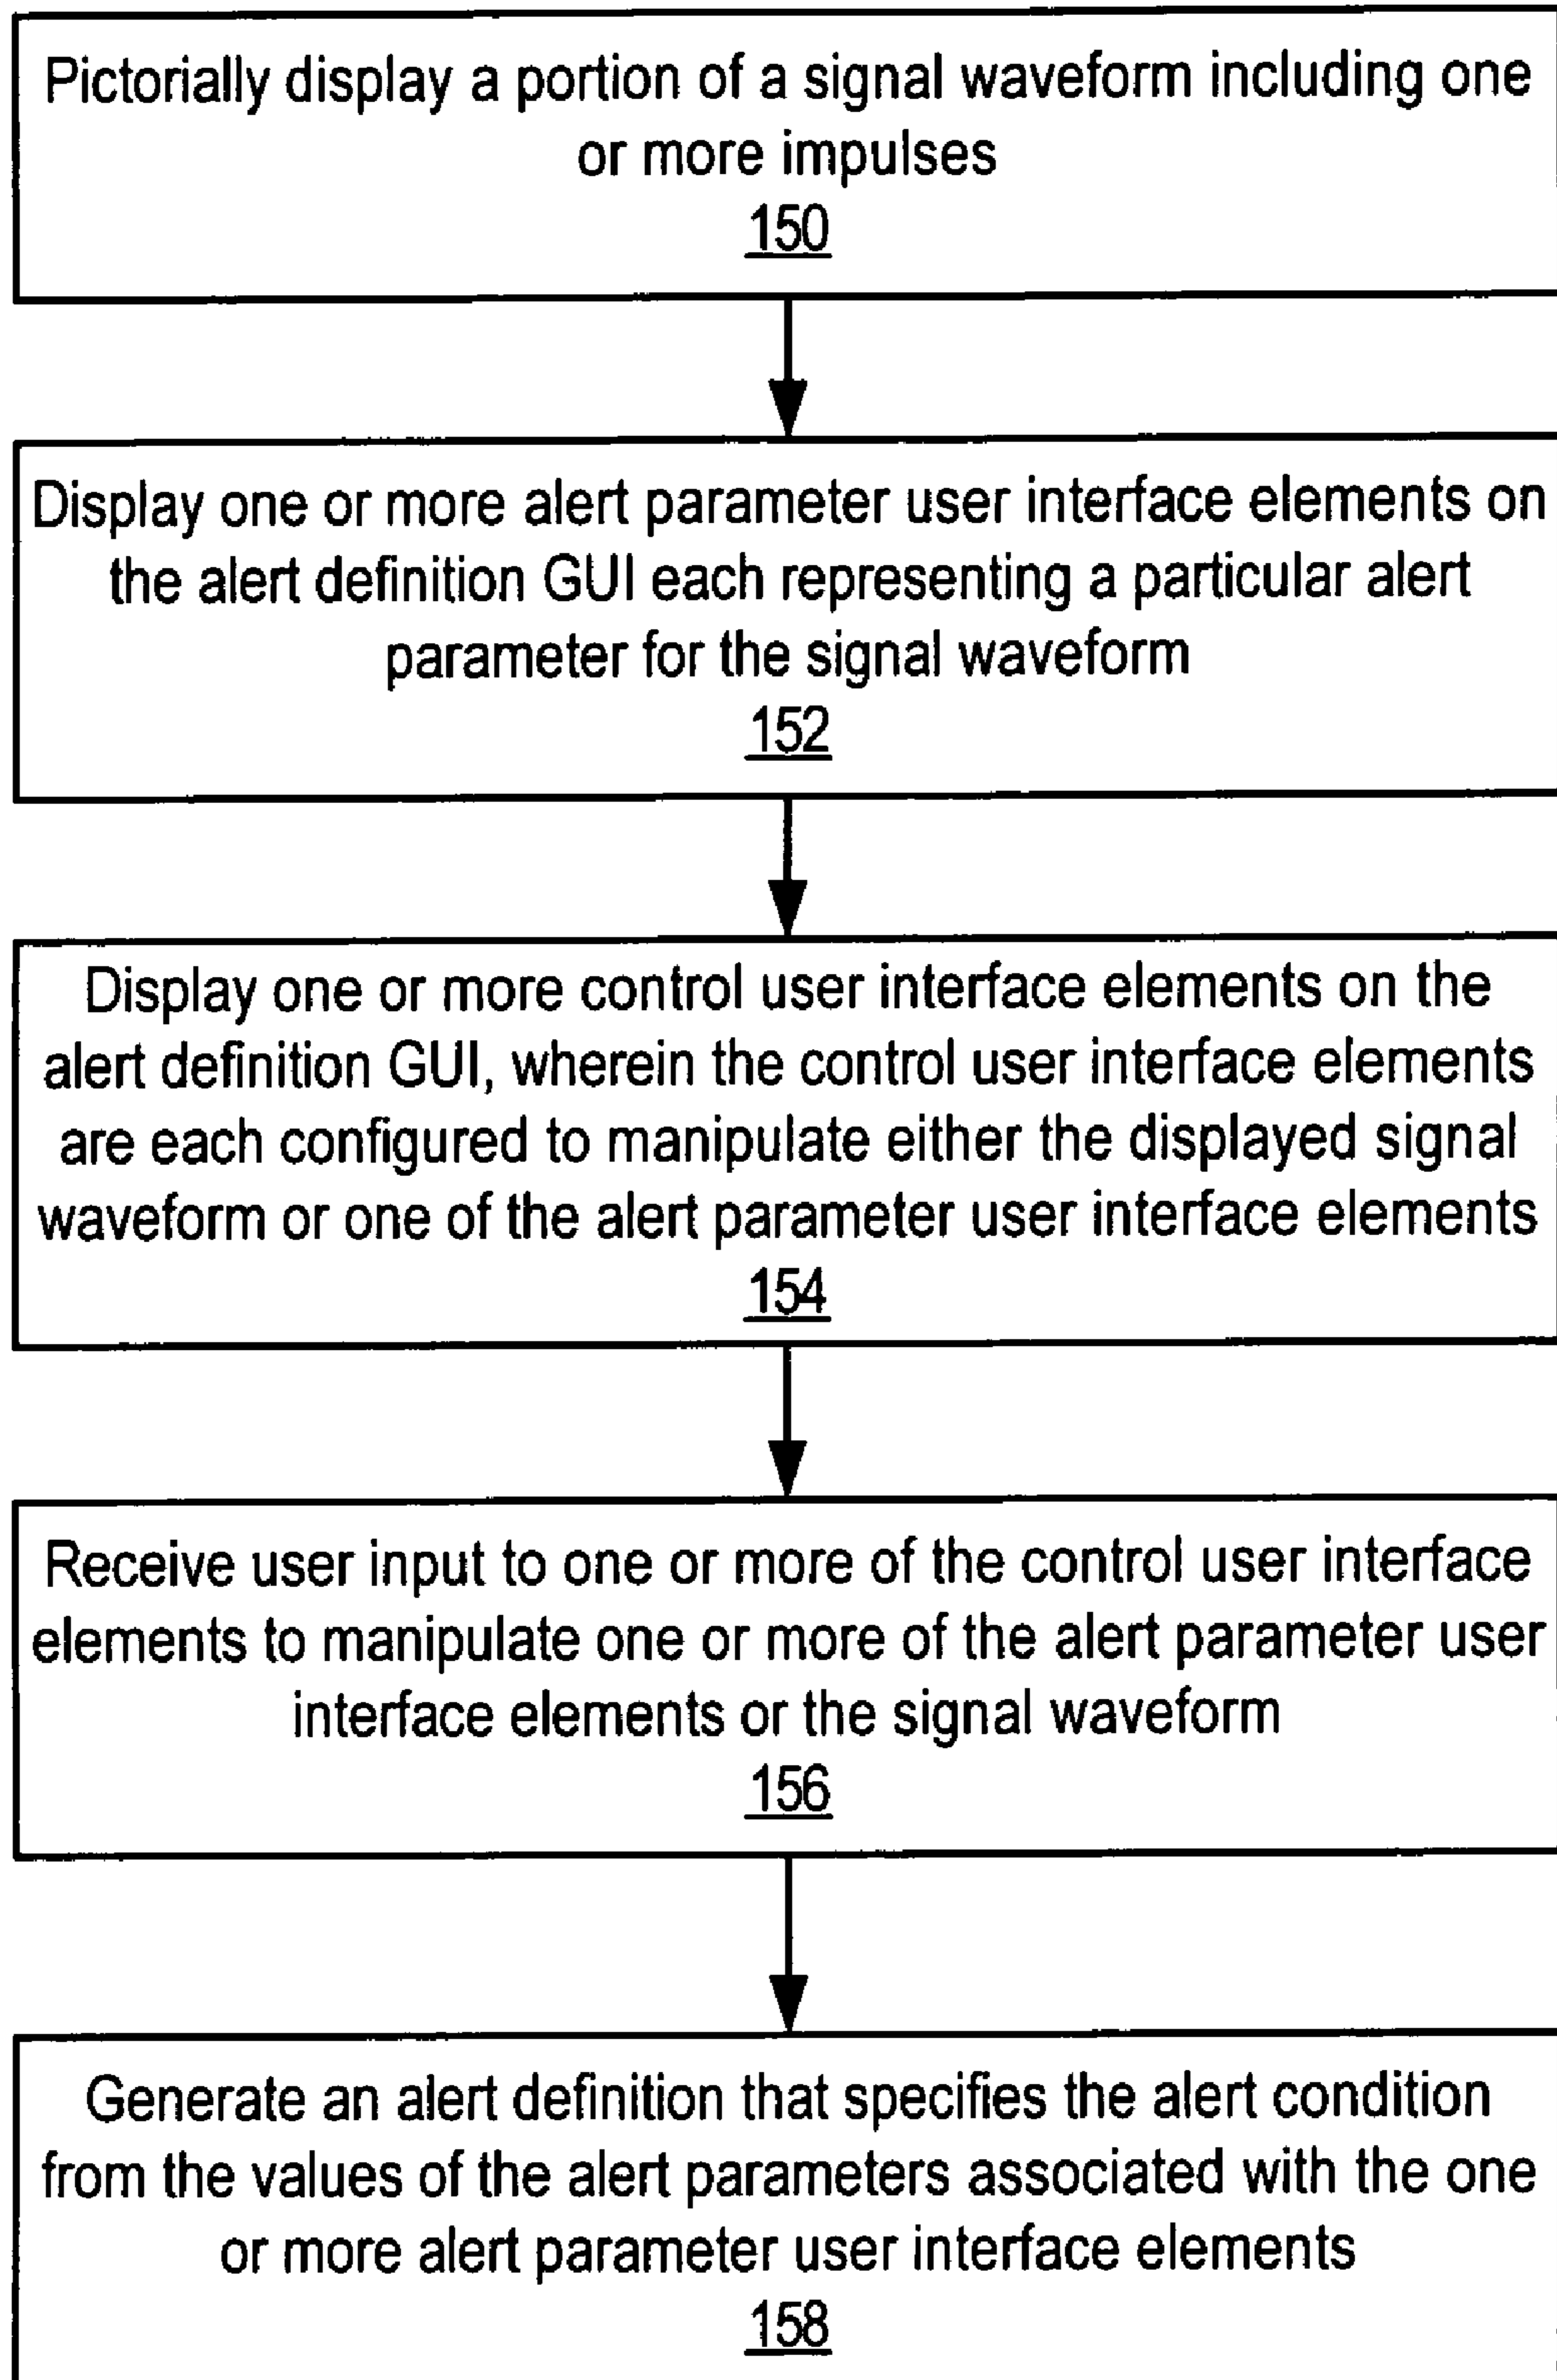 Pictorially display a portion of a signal waveform including one
or more impulses
150
Display one or more alert parameter user interface elements on
the alert definition GUI each representing a particular alert
parameter for the signal waveform
152
Display one or more control user interface elements on the
alert definition GUI, wherein the control user interface elements
are each configured to manipulate either the displayed signal
waveform or one of the alert parameter user interface elements
154
Receive user input to one or more of the control user interface
elements to manipulate one or more of the alert parameter user
interface elements or the signal waveform
156
Generate an alert definition that specifies the alert condition
from the values of the alert parameters associated with the one
or more alert parameter user interface elements
158